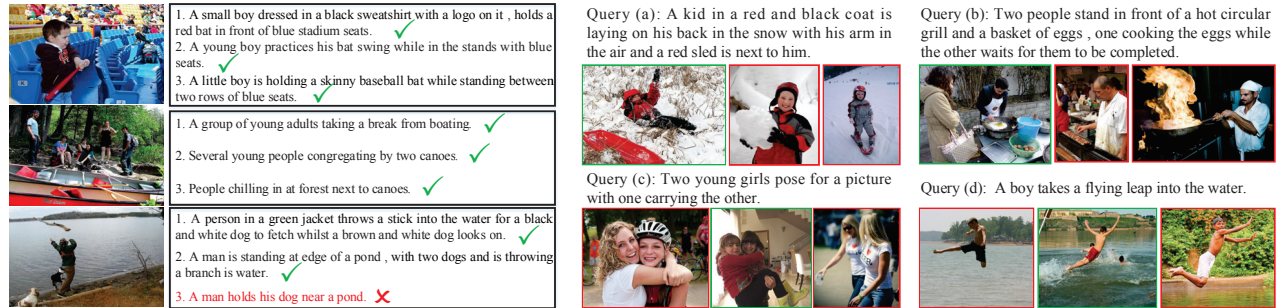 1. A small boy dressed in a black sweatshirt with a logo on it , holds a
red bat in front of blue stadium seats.
2. A young boy practices his bat swing while in the stands with blue
seats.
3. A little boy is holding a skinny baseball bat while standing between
two rows of blue seats.
1. A group of young adults taking a break from boating.
2. Several young people congregating by two canoes.
3. People chilling in at forest next to canoes.
1. A person in a green jacket throws a stick into the water for a black
and white dog to fetch whilst a brown and white dog looks on.
2. A man is standing at edge of a pond , with two dogs and is throwing
a branch is water.
3. A man holds his dog near a pond.
Query (a): A kid in a red and black coat is
laying on his back in the snow with his arm in
the air and a red sled is next to him.
Query (b): Two people stand in front of a hot circular
grill and a basket of eggs , one cooking the eggs while
the other waits for them to be completed.
Query (c): Two young girls pose for a picture
with one carrying the other.
Query (d): A boy takes a flying leap into the water.